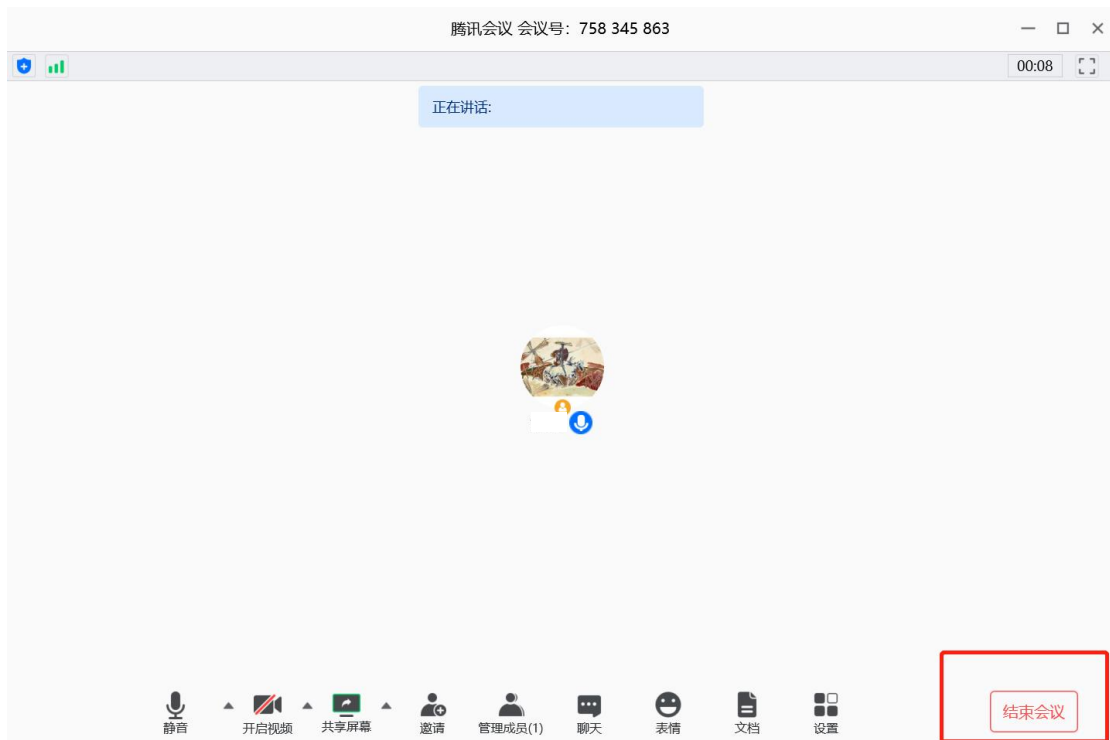 腾讯会议 会议号：758 345 863
00:08
正在讲话:
静音
开启视频
共享屏幕
邀请
管理成员(1)
聊天
表情
文档
设置
结束会议